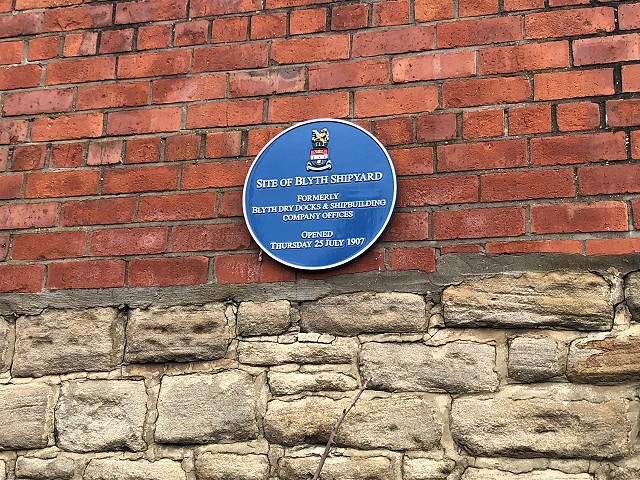 SITE OF BLYTH SHIPYARD
FORMERLY
BLYTH DRY DOCKS & SHIPBUILDING
COMPANY OFFICES
OPENED
THURSDAY 25 JULY 1907